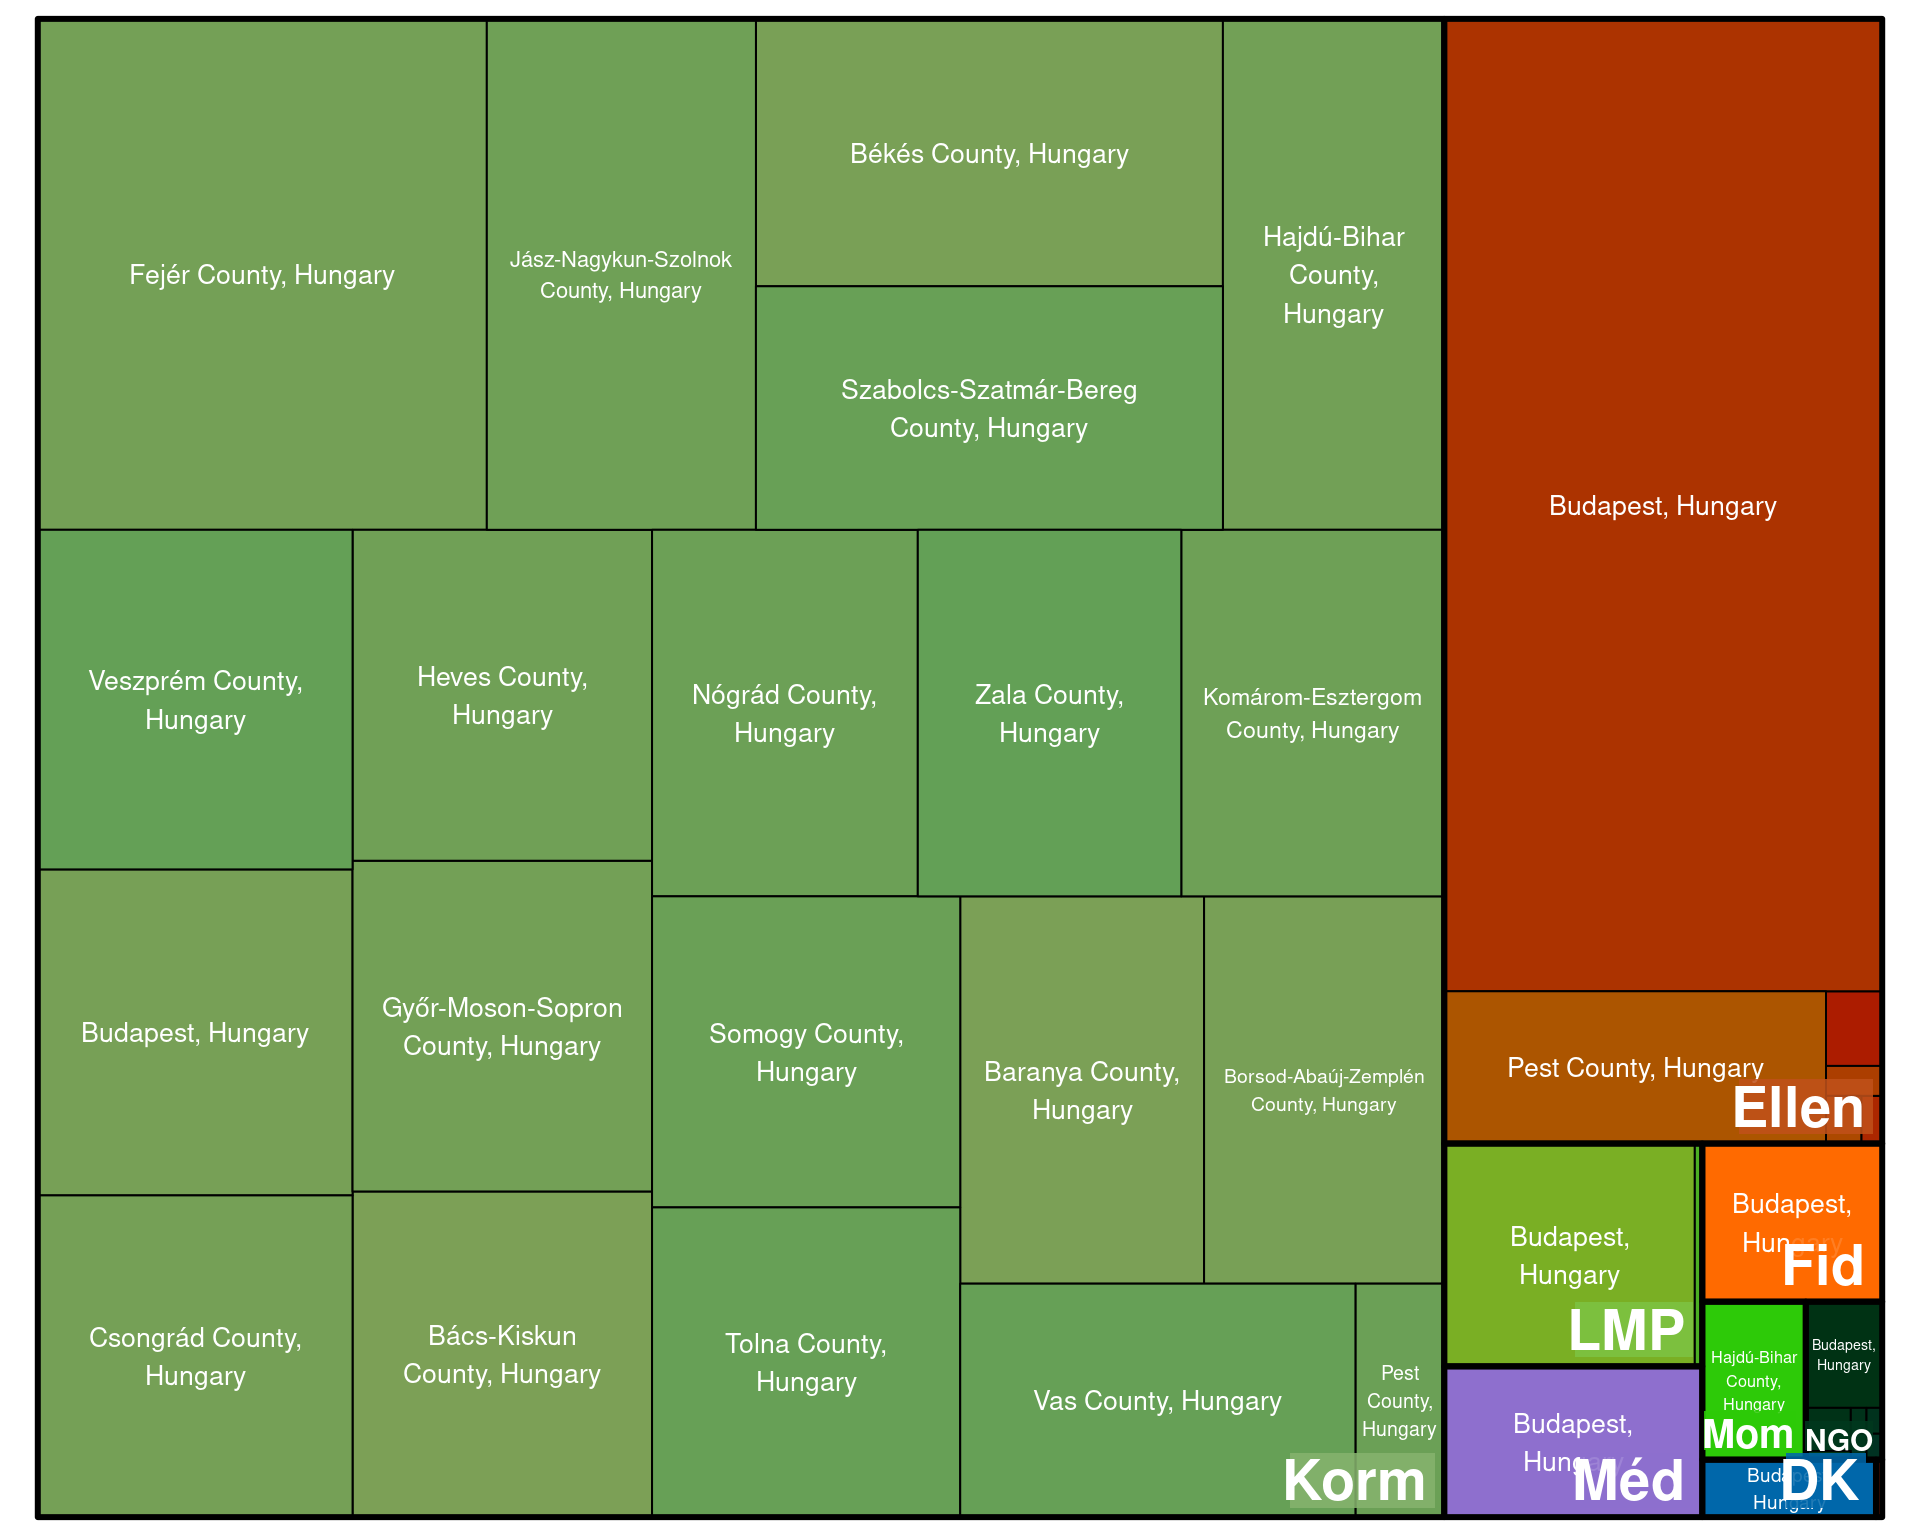 Fejér County, Hungary
Jász-Nagykun-Szolnok
County, Hungary
Békés County, Hungary
Szabolcs-Szatmár-Bereg
County, Hungary
Hajdú-Bihar
County,
Hungary
Veszprém County,
Hungary
Heves County,
Hungary
Nógrád County,
Hungary
Zala County,
Hungary
Komárom-Esztergom
County, Hungary
Budapest, Hungary
Győr-Moson-Sopron
County, Hungary
Somogy County,
Hungary
Baranya County,
Hungary
Borsod-Abaúj-Zemplén
County, Hungary
Csongrád County,
Hungary
Bács-Kiskun
County, Hungary
Tolna County,
Hungary
Vas County, Hungary
Pest
County,
Hungary
Korm
Budapest, Hungary
Pest County, Hungary
Ellen
Budapest,
Hungary
LMP
Budapest,
Hungary
Fid
Budapest,
Hungary
Méd
Hajdú-Bihar
County,
Hungary
Mom
Budapest,
Hungary
NGO
Budapest,
Hungary
DK